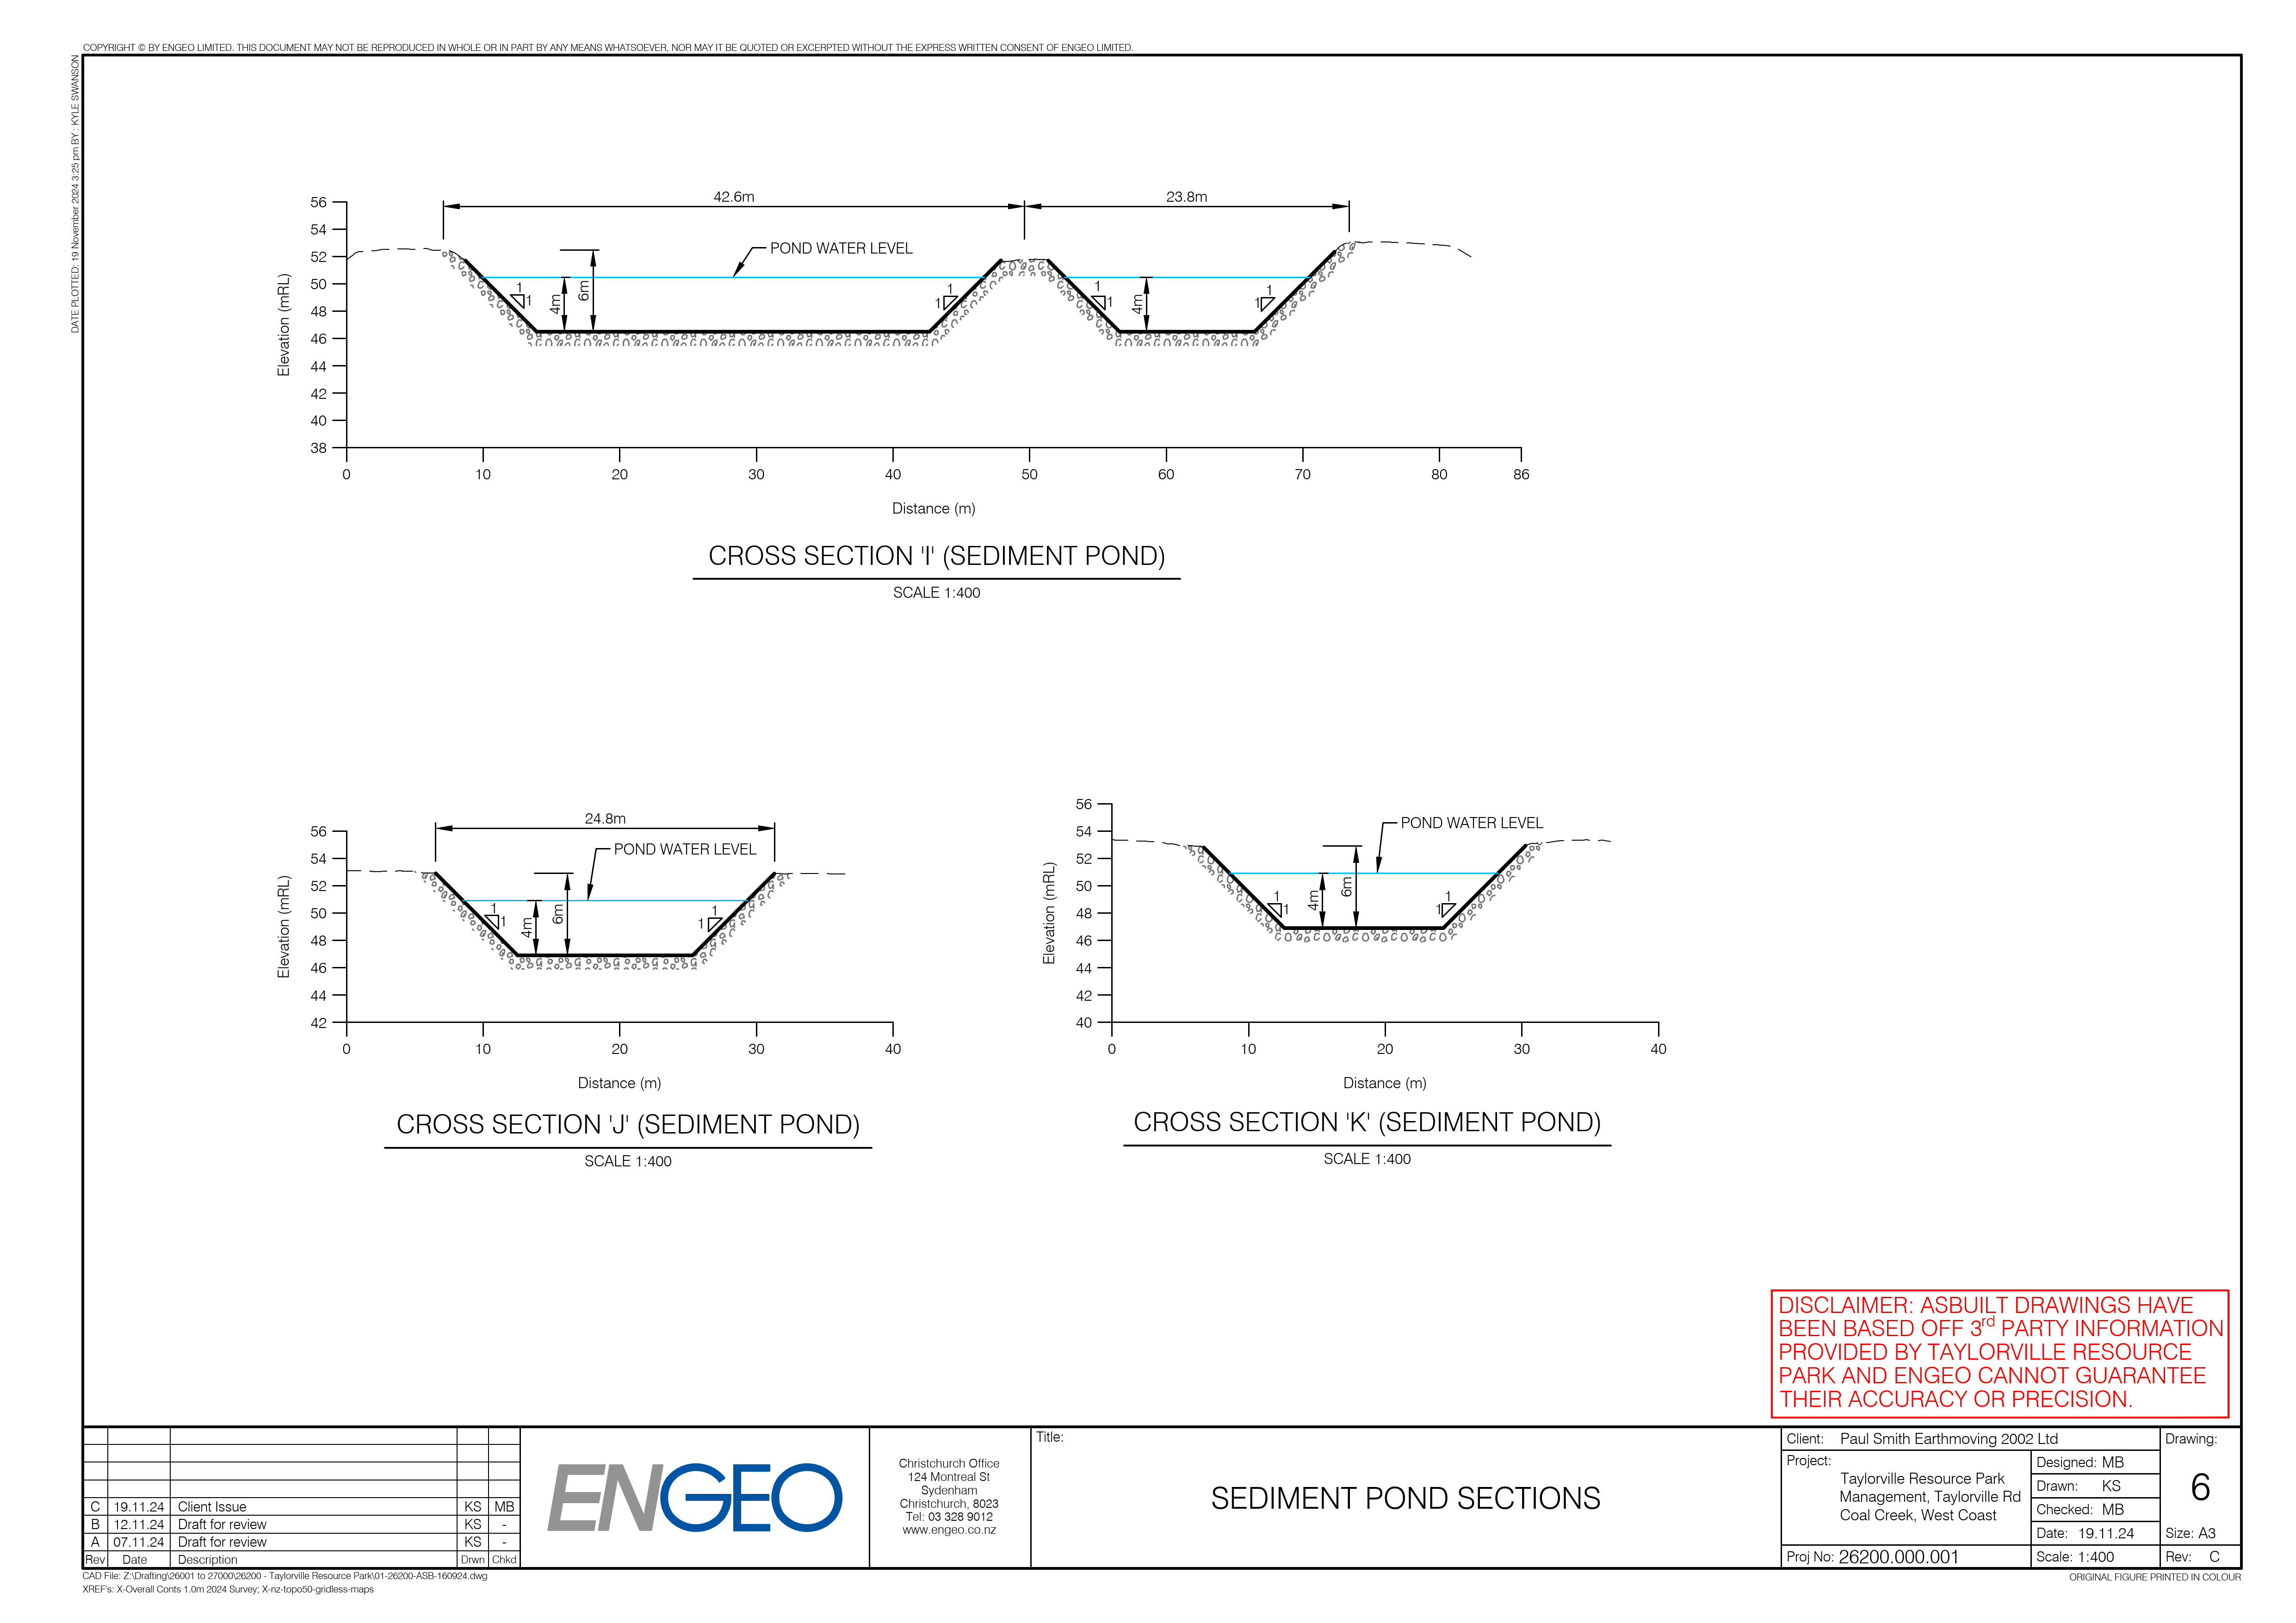 COPYRIGHT © BY ENGEO LIMITED. THIS DOCUMENT MAY NOT BE REPRODUCED IN WHOLE OR IN PART BY ANY MEANS WHATSOEVER, NOR MAY IT BE QUOTED OR EXCERPTED WITHOUT THE EXPRESS WRITTEN CONSENT OF ENGEO LIMITED.
DATE PLOTTED: 19 November 2024 3:25 pm BY : KYLE SWANSON
42.6m
23.8m
56
54
52
50
48
46
44
42
40
38
Elevation (mRL)
POND WATER LEVEL
1
1
4m
6m
1
1
1
1
4m
1
1
0
10
20
30
40
50
60
70
80
86
Distance (m)
CROSS SECTION 'I' (SEDIMENT POND)
SCALE 1:400
24.8m
56
54
52
50
48
46
44
42
Elevation (mRL)
POND WATER LEVEL
1
1
4m
6m
1
1
0
10
20
30
40
Distance (m)
CROSS SECTION 'J' (SEDIMENT POND)
SCALE 1:400
56
54
52
50
48
46
44
42
40
Elevation (mRL)
POND WATER LEVEL
1
1
4m
6m
1
1
0
10
20
30
40
Distance (m)
CROSS SECTION 'K' (SEDIMENT POND)
SCALE 1:400
DISCLAIMER: ASBUILT DRAWINGS HAVE
BEEN BASED OFF 3rd PARTY INFORMATION
PROVIDED BY TAYLORVILLE RESOURCE
PARK AND ENGEO CANNOT GUARANTEE
THEIR ACCURACY OR PRECISION.
C 19.11.24 Client Issue KS MB
B 12.11.24 Draft for review KS -
A 07.11.24 Draft for review KS -
Rev Date Description Drwn Chkd
ENGEO
Christchurch Office
124 Montreal St
Sydenham
Christchurch, 8023
Tel: 03 328 9012
www.engeo.co.nz
Title:
SEDIMENT POND SECTIONS
Client: Paul Smith Earthmoving 2002 Ltd
Project:
Taylorville Resource Park
Management, Taylorville Rd
Coal Creek, West Coast
Proj No: 26200.000.001
Designed: MB
Drawn: KS
Checked: MB
Date: 19.11.24
Scale: 1:400
Drawing:
6
Size: A3
Rev: C
CAD File: Z:\Drafting\26001 to 27000\26200 - Taylorville Resource Park\01-26200-ASB-160924.dwg
XREF's: X-Overall Conts 1.0m 2024 Survey; X-nz-topo50-gridless-maps
ORIGINAL FIGURE PRINTED IN COLOUR